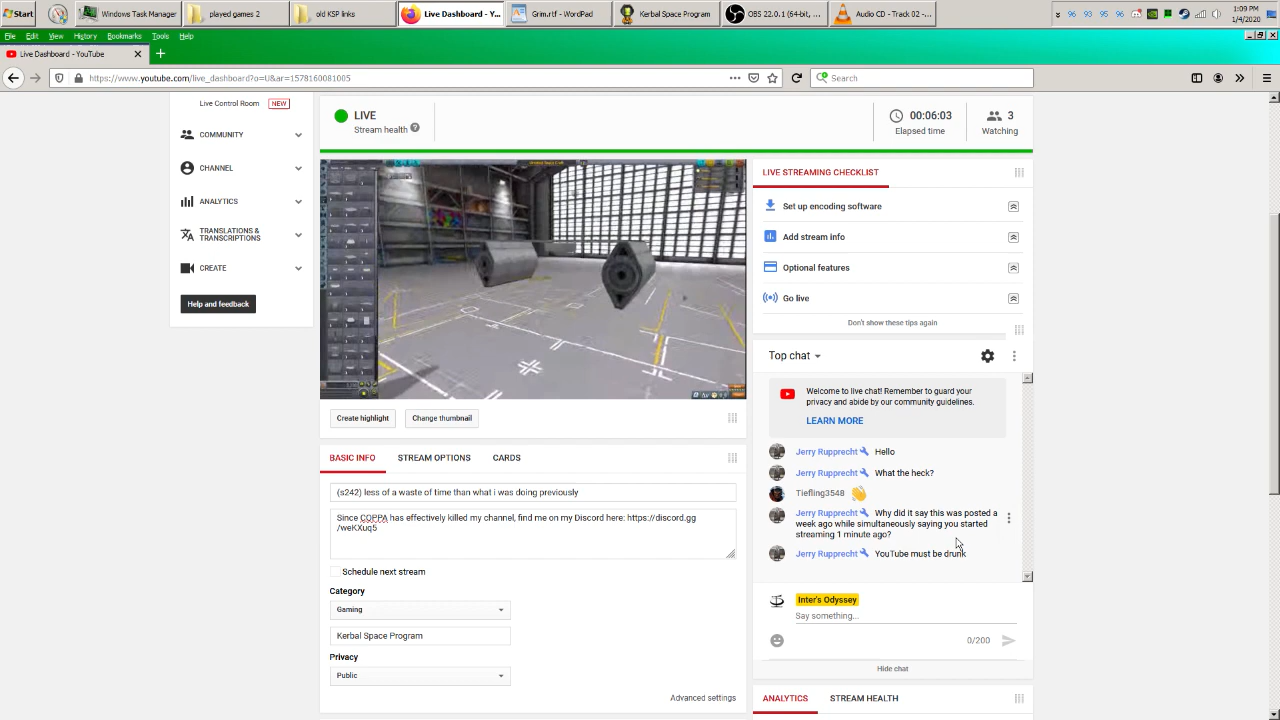 Start
Windows Task Manager
played games 2
old KSP links
Live Dashboard - Y...
Grim.rtf - WordPad
Kerbal Space Program
OBS 22.0.1 (64-bit, ...
Audio CD - Track 02 -...
96 93 95 96
1:09 PM
1/4/2020
File Edit View History Bookmarks Tools Help
Live Dashboard - YouTube
https://www.youtube.com/live_dashboard?o=U&ar=1578160081005
Search
Live Control Room NEW
COMMUNITY
CHANNEL
ANALYTICS
TRANSLATIONS &
TRANSCRIPTIONS
CREATE
Help and feedback
LIVE
Stream health
00:06:03
Elapsed time
3
Watching
Create highlight
Change thumbnail
BASIC INFO
STREAM OPTIONS
CARDS
(s242) less of a waste of time than what i was doing previously
Since COPPA has effectively killed my channel, find me on my Discord here: https://discord.gg
/weKXuq5
Schedule next stream
Category
Gaming
Kerbal Space Program
Privacy
Public
Advanced settings
LIVE STREAMING CHECKLIST
Set up encoding software
Add stream info
Optional features
Go live
Don't show these tips again
Top chat
Welcome to live chat! Remember to guard your
privacy and abide by our community guidelines.
LEARN MORE
Jerry Rupprecht Hello
Jerry Rupprecht What the heck?
Tiefling3548
Jerry Rupprecht Why did it say this was posted a
week ago while simultaneously saying you started
streaming 1 minute ago?
Jerry Rupprecht YouTube must be drunk
Inter's Odyssey
Say something...
0/200
Hide chat
ANALYTICS
STREAM HEALTH